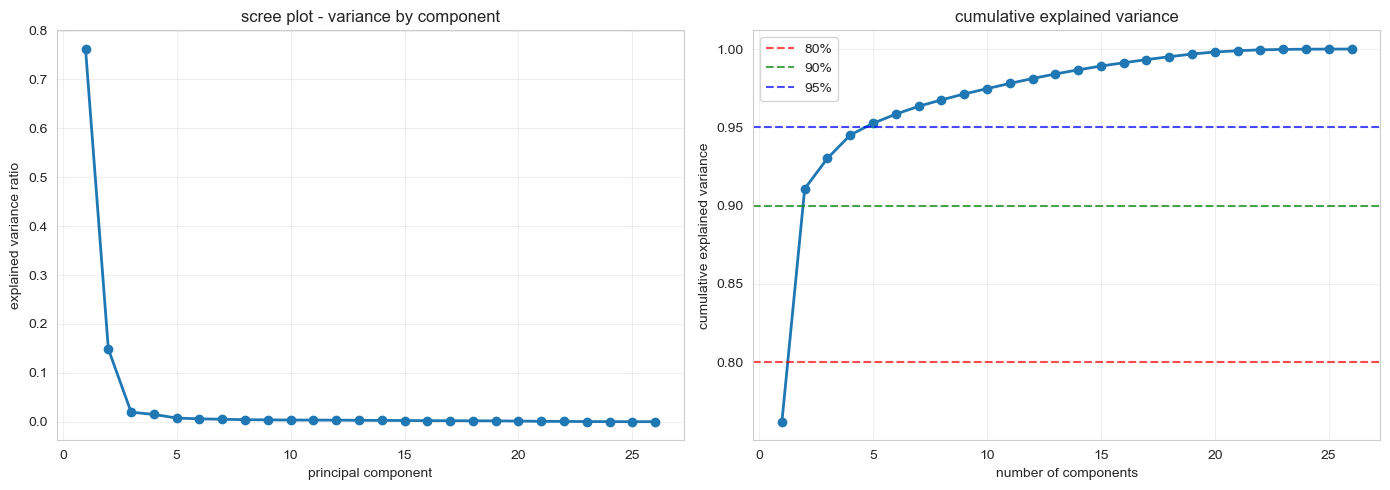 scree plot - variance by component
0.8
0.7
0.6
0.5
0.4
0.3
0.2
0.1
0.0
explained variance ratio
0 5 10 15 20 25
principal component
cumulative explained variance
80%
90%
95%
1.00
0.95
0.90
0.85
0.80
cumulative explained variance
0 5 10 15 20 25
number of components